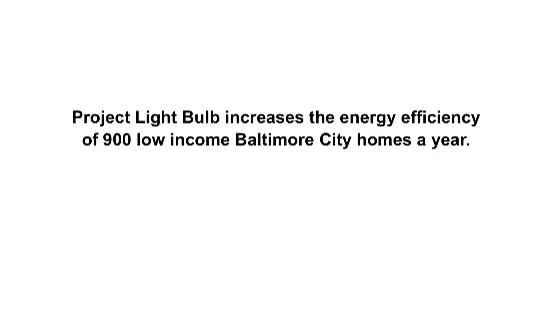 Project Light Bulb increases the energy efficiency
of 900 low income Baltimore City homes a year.